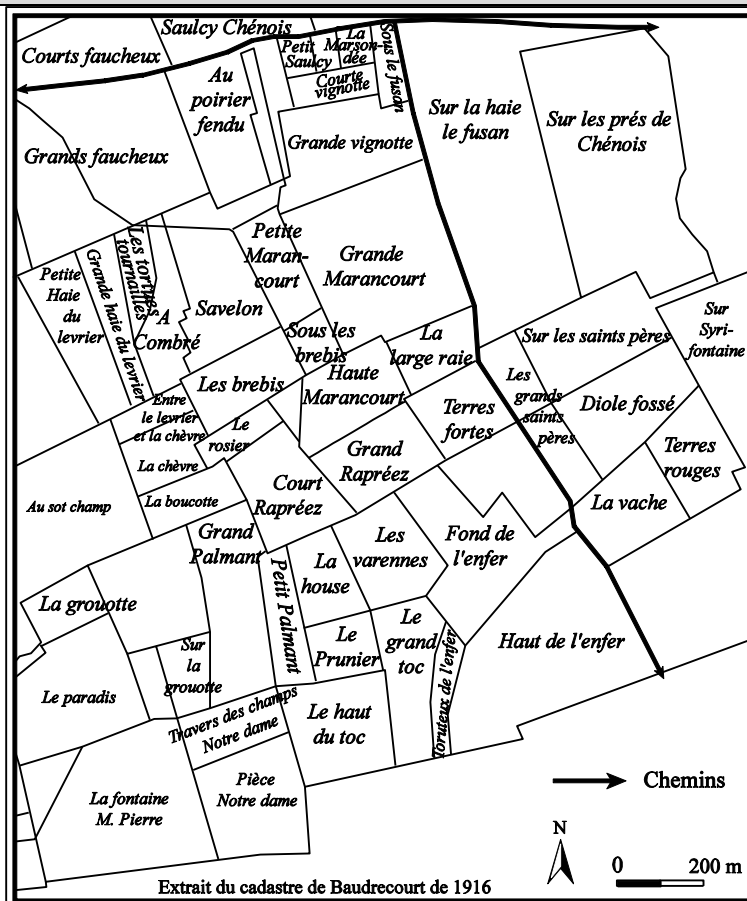 Saulcy Chénois
Courts faucheux
Petit
Saulcy
La
Marson-
dée
Sous le fusan
Courte
vignotte
Au
poirier
fendu
Sur la haie
le fusan
Sur les prés de
Chénois
Grands faucheux
Grande vignotte
Petite
Haie
du
levrier
Grande haie du levrier
Les tortues
tournailles
A
Combré
Savelon
Petite
Maran-
court
Grande
Marancourt
Sous les
brebis
La
large raie
Sur les saints pères
Sur
Syri-
fontaine
Les brebis
Haute
Marancourt
Les
grands
saints
pères
Diole fossé
Entre
le levrier
et la chèvre
Le
rosier
Terres
fortes
Terres
rouges
La chèvre
Grand
Rapréez
La boucotte
Court
Rapréez
La vache
Au sot champ
Grand
Palmant
Petit Palmant
La
house
Les
varennes
Fond de
l'enfer
La grouotte
Sur
la
grouotte
Le
Prunier
Le
grand
toc
Toruteux de l'enfer
Haut de l'enfer
Le paradis
Travers des champs
Notre dame
Le haut
du toc
La fontaine
M. Pierre
Pièce
Notre dame
Chemins
N
0 200 m
Extrait du cadastre de Baudrecourt de 1916